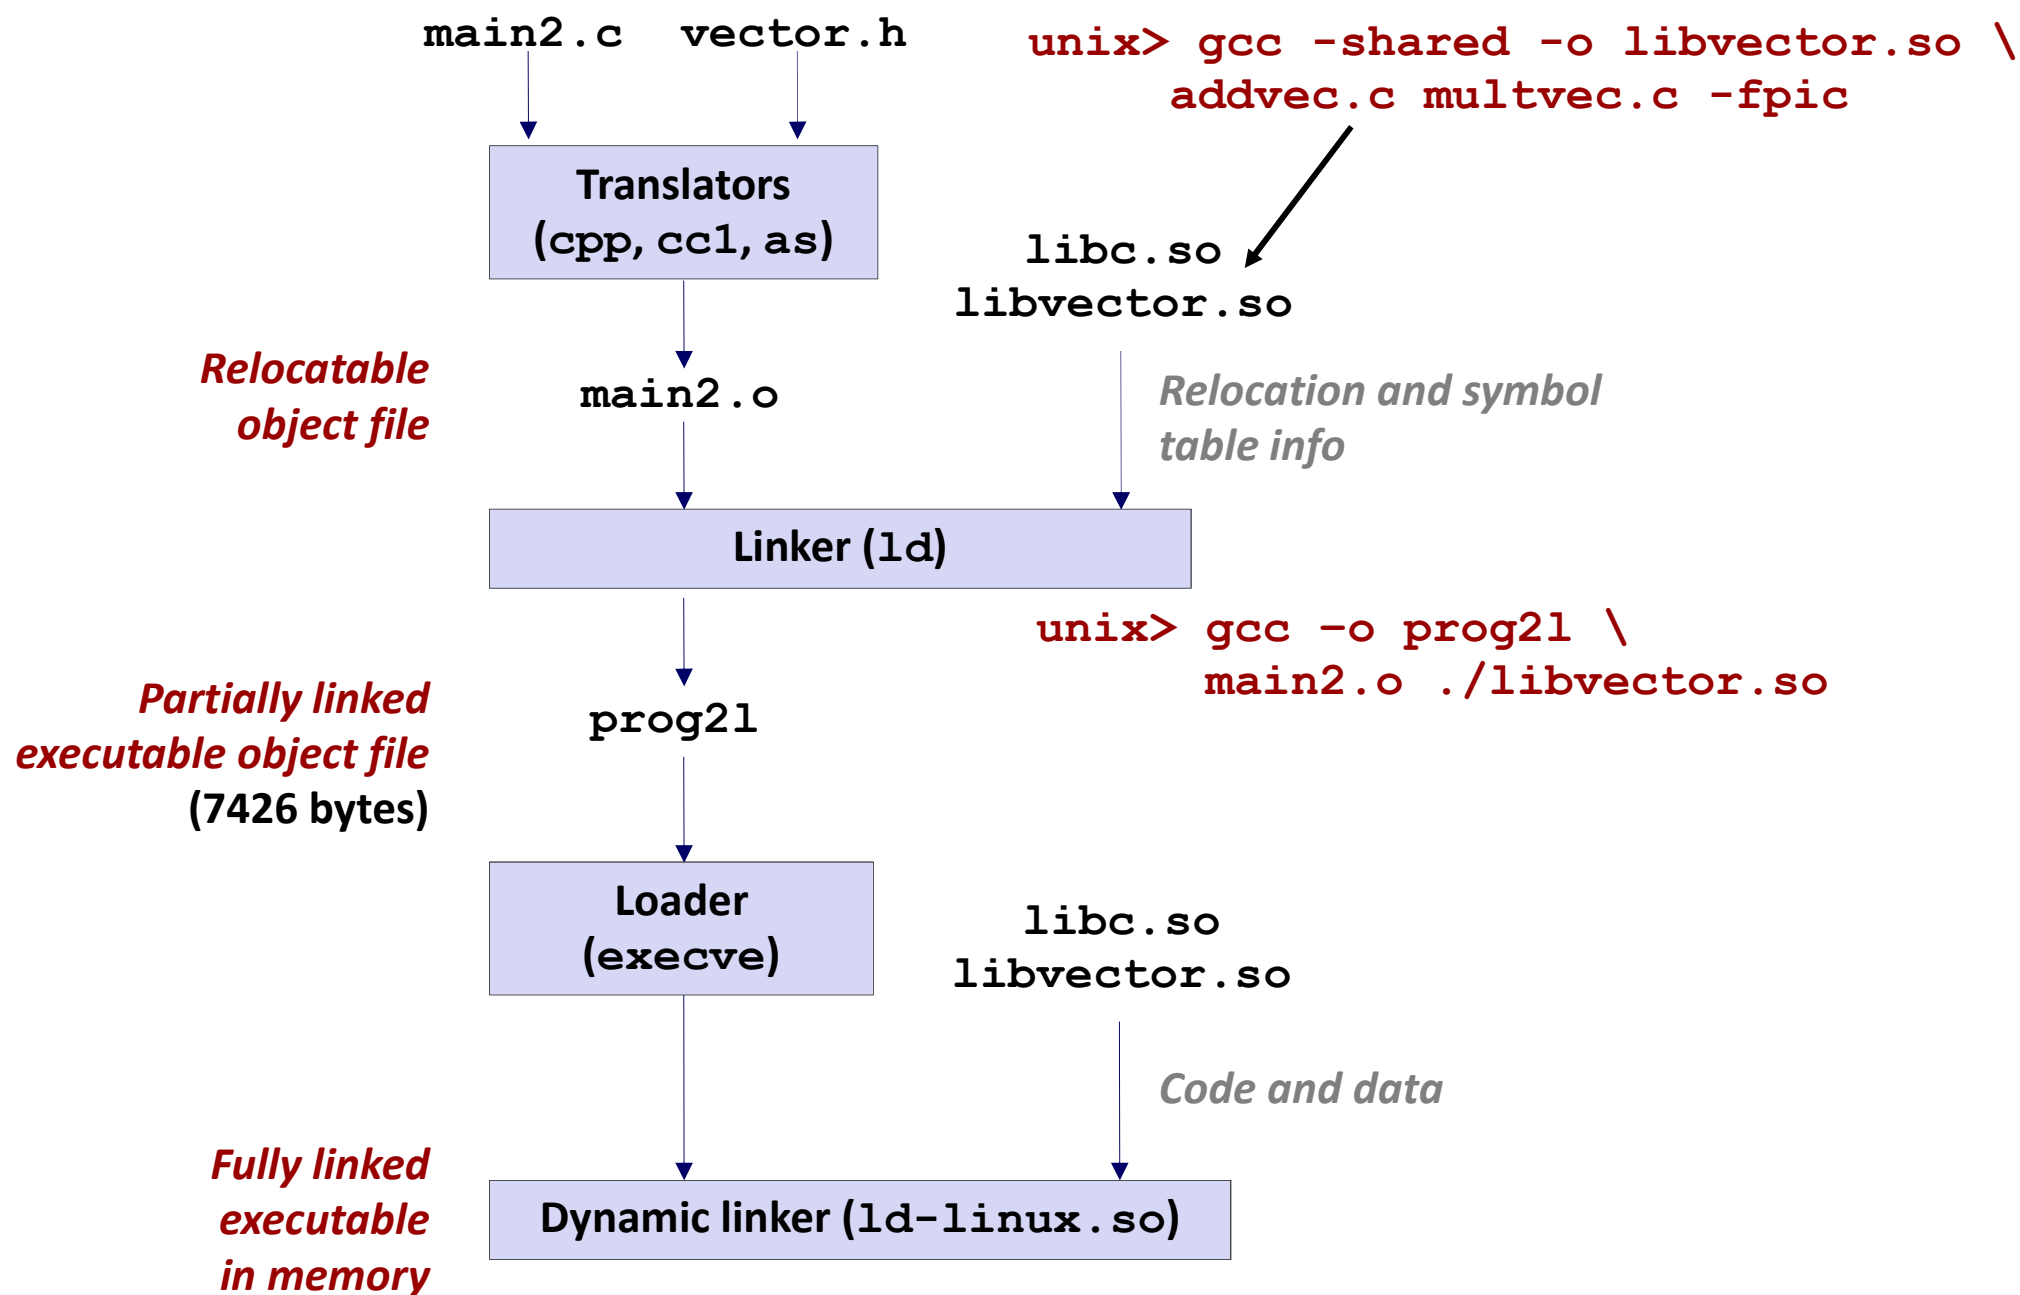 main2.c vector.h
unix> gcc -shared -o libvector.so \
addvec.c multvec.c -fpic
Translators
(cpp, cc1, as)
libc.so
libvector.so
Relocatable
object file
main2.o
Relocation and symbol
table info
Linker (ld)
unix> gcc –o prog2l \
main2.o ./libvector.so
Partially linked
executable object file
(7426 bytes)
prog2l
Loader
(execve)
libc.so
libvector.so
Code and data
Fully linked
executable
in memory
Dynamic linker (ld-linux.so)